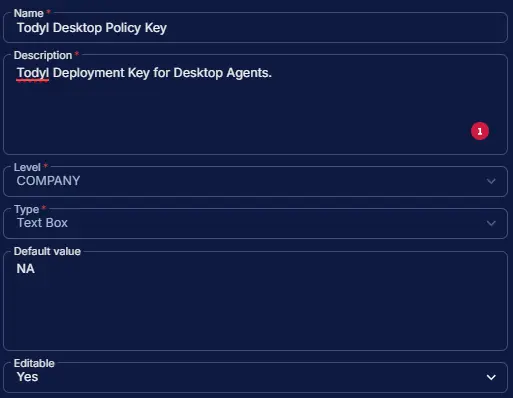 Name *
Todyl Desktop Policy Key
Description *
Todyl Deployment Key for Desktop Agents.
1
Level *
COMPANY
Type *
Text Box
Default value
NA
Editable
Yes